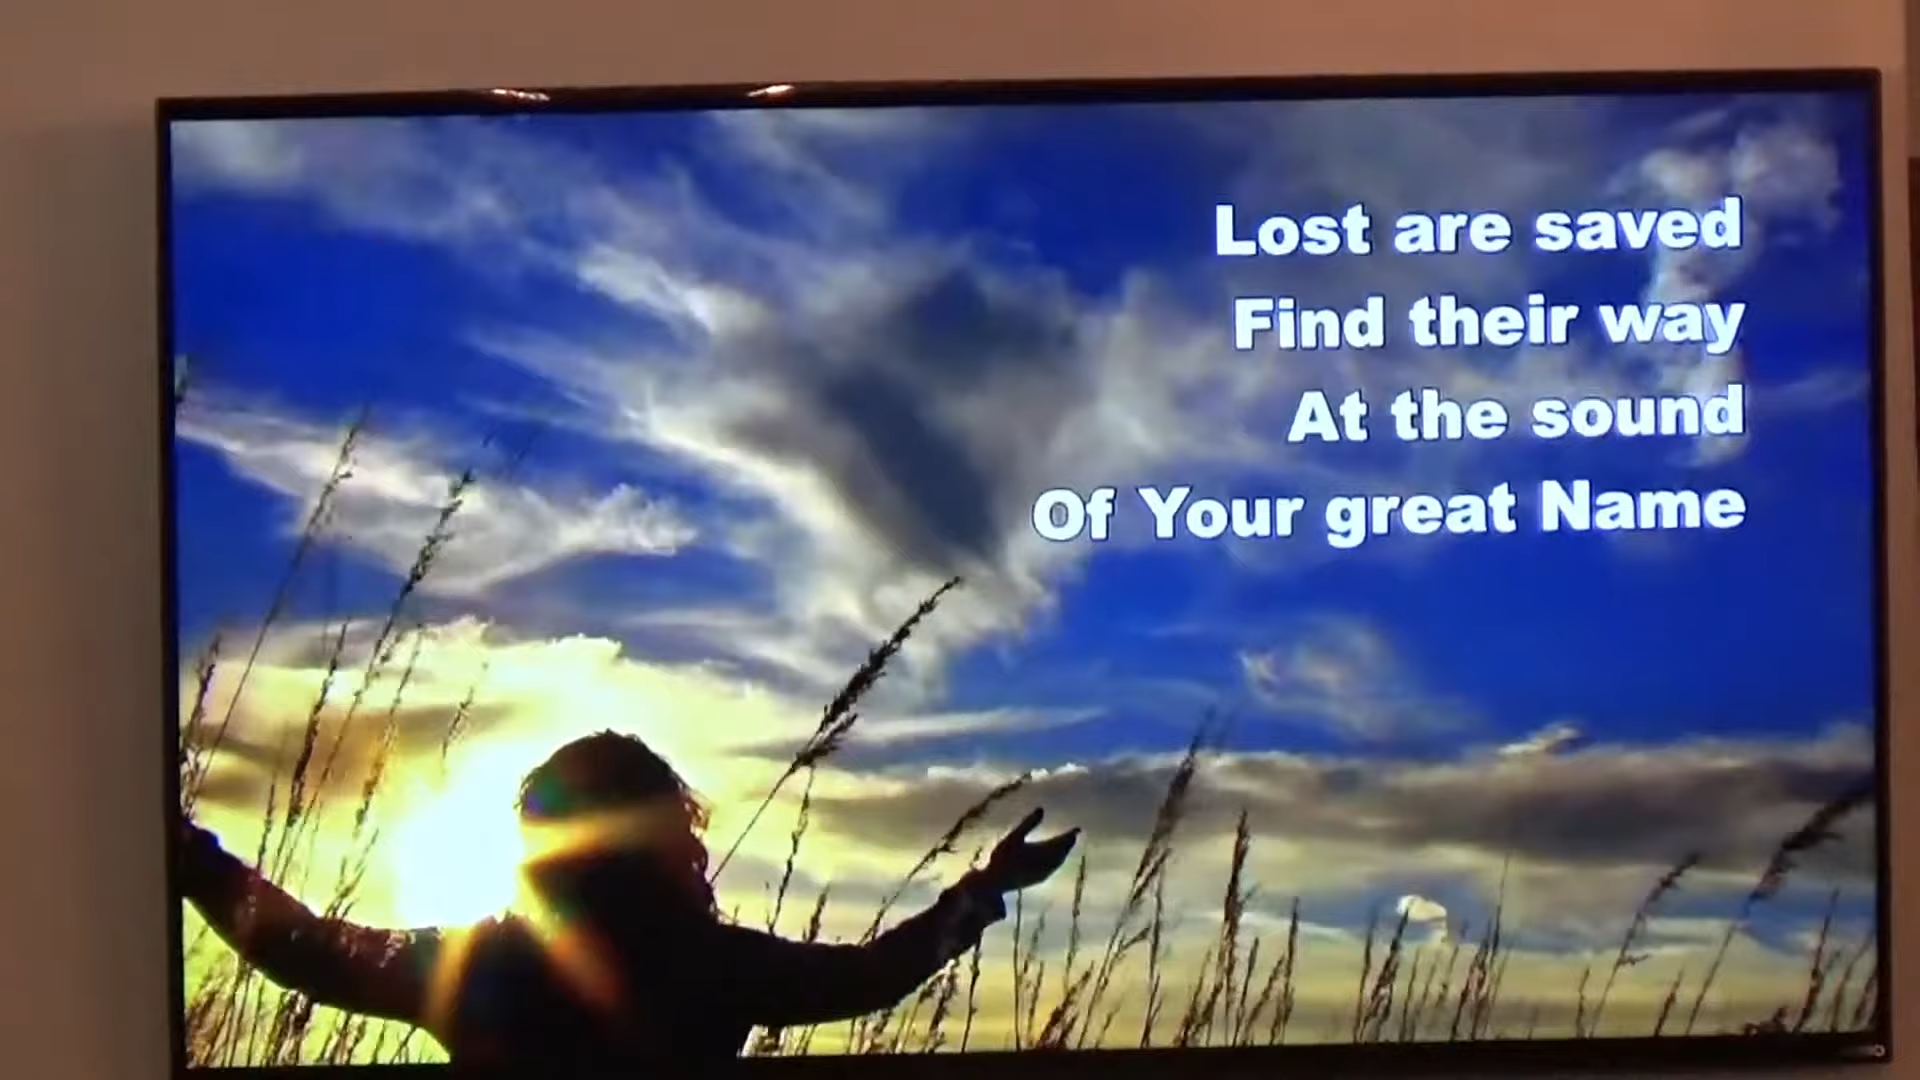 Lost are saved
Find their way
At the sound
Of Your great Name